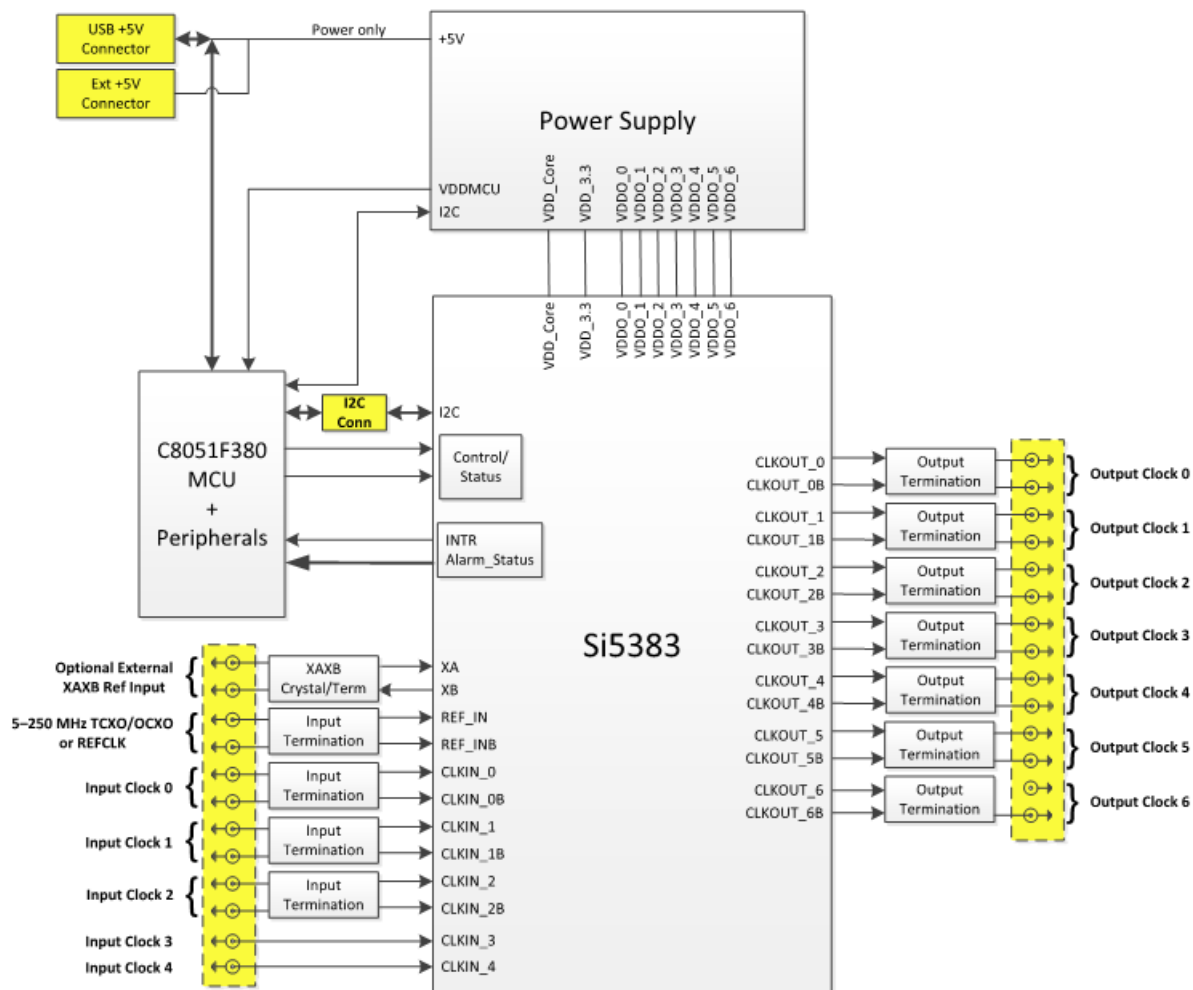 USB +5V
Connector
Ext +5V
Connector
Power only
+5V
Power Supply
VDDMCU
I2C
VDD_Core
VDD_3.3
VDDO_0
VDDO_1
VDDO_2
VDDO_3
VDDO_4
VDDO_5
VDDO_6
VDD_Core
VDD_3.3
VDDO_0
VDDO_1
VDDO_2
VDDO_3
VDDO_4
VDDO_5
VDDO_6
C8051F380
MCU
+
Peripherals
I2C
Conn
I2C
Control/
Status
INTR
Alarm_Status
Si5383
Optional External
XAXB Ref Input
XAXB
Crystal/Term
XA
XB
5–250 MHz TCXO/OCXO
or REFCLK
Input
Termination
REF_IN
REF_INB
Input Clock 0
Input
Termination
CLKIN_0
CLKIN_0B
Input Clock 1
Input
Termination
CLKIN_1
CLKIN_1B
Input Clock 2
Input
Termination
CLKIN_2
CLKIN_2B
Input Clock 3
CLKIN_3
Input Clock 4
CLKIN_4
CLKOUT_0
CLKOUT_0B
Output
Termination
Output Clock 0
CLKOUT_1
CLKOUT_1B
Output
Termination
Output Clock 1
CLKOUT_2
CLKOUT_2B
Output
Termination
Output Clock 2
CLKOUT_3
CLKOUT_3B
Output
Termination
Output Clock 3
CLKOUT_4
CLKOUT_4B
Output
Termination
Output Clock 4
CLKOUT_5
CLKOUT_5B
Output
Termination
Output Clock 5
CLKOUT_6
CLKOUT_6B
Output
Termination
Output Clock 6